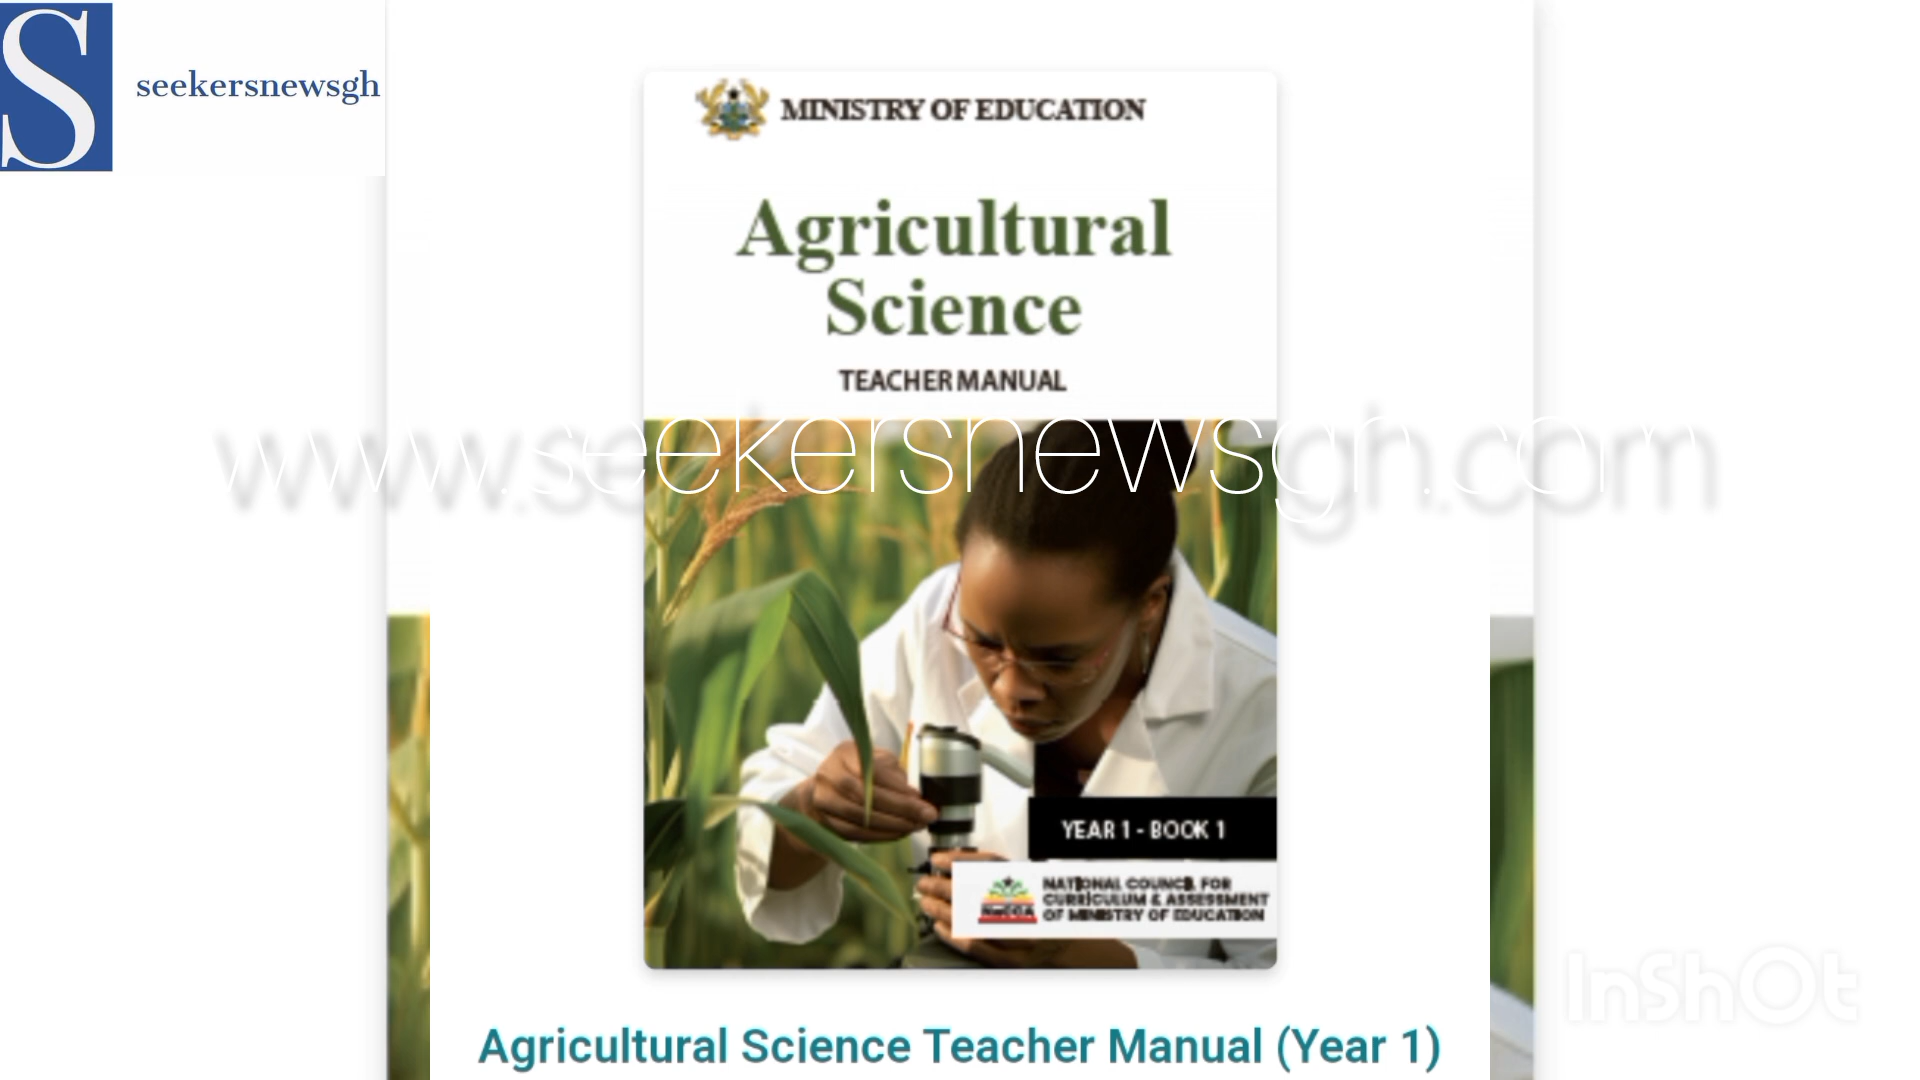 S
seekersnewsgh
MINISTRY OF EDUCATION
Agricultural
Science
TEACHER MANUAL
www.seekersnewsgh.com
YEAR 1 - BOOK 1
NaCCA
NATIONAL COUNCIL FOR
CURRICULUM & ASSESSMENT
OF MINISTRY OF EDUCATION
InShOt
Agricultural Science Teacher Manual (Year 1)